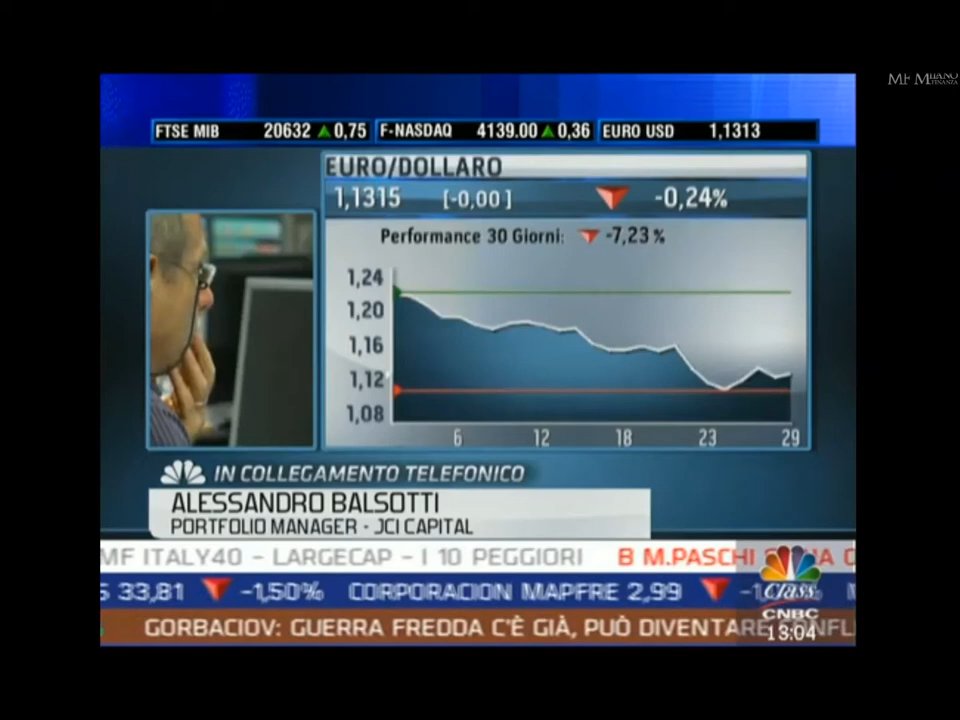 MF MILANO FINANZA
FTSE MIB 20632 0,75 F-NASDAQ 4139.00 0,36 EURO USD 1,1313
EURO/DOLLARO
1,1315 [-0,00 ] -0,24%
Performance 30 Giorni: -7,23 %
1,24
1,20
1,16
1,12
1,08
6 12 18 23 29
IN COLLEGAMENTO TELEFONICO
ALESSANDRO BALSOTTI
PORTFOLIO MANAGER - JCI CAPITAL
MF ITALY40 - LARGECAP - I 10 PEGGIORI B M.PASCHI
33,81 -1,50% CORPORACION MAPFRE 2,99
Class
CNBC
GORBACIOV: GUERRA FREDDA C'È GIÀ, PUÒ DIVENTARE
13:04